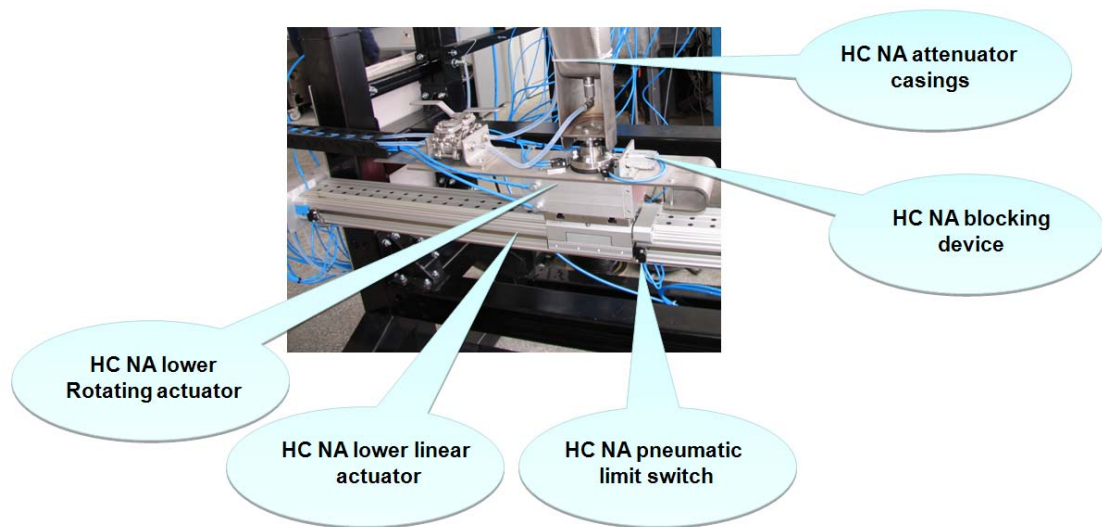 HC NA attenuator
casings
HC NA blocking
device
HC NA lower
Rotating actuator
HC NA lower linear
actuator
HC NA pneumatic
limit switch